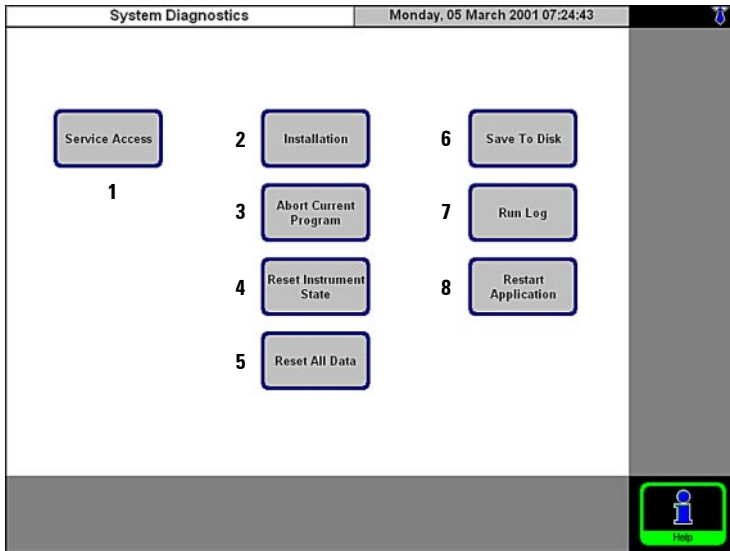 System Diagnostics
Monday, 05 March 2001 07:24:43
Service Access
1
2
Installation
3
Abort Current
Program
4
Reset Instrument
State
5
Reset All Data
6
Save To Disk
7
Run Log
8
Restart
Application
i
Help